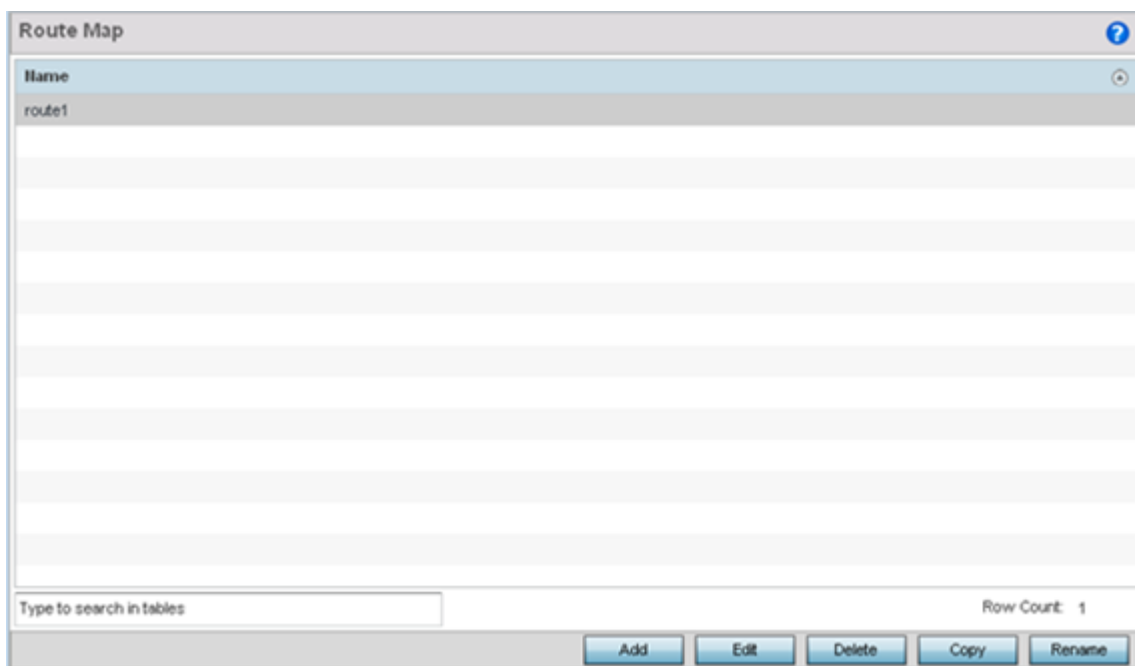 Route Map
Name
route1
Type to search in tables
Row Count: 1
Add Edit Delete Copy Rename